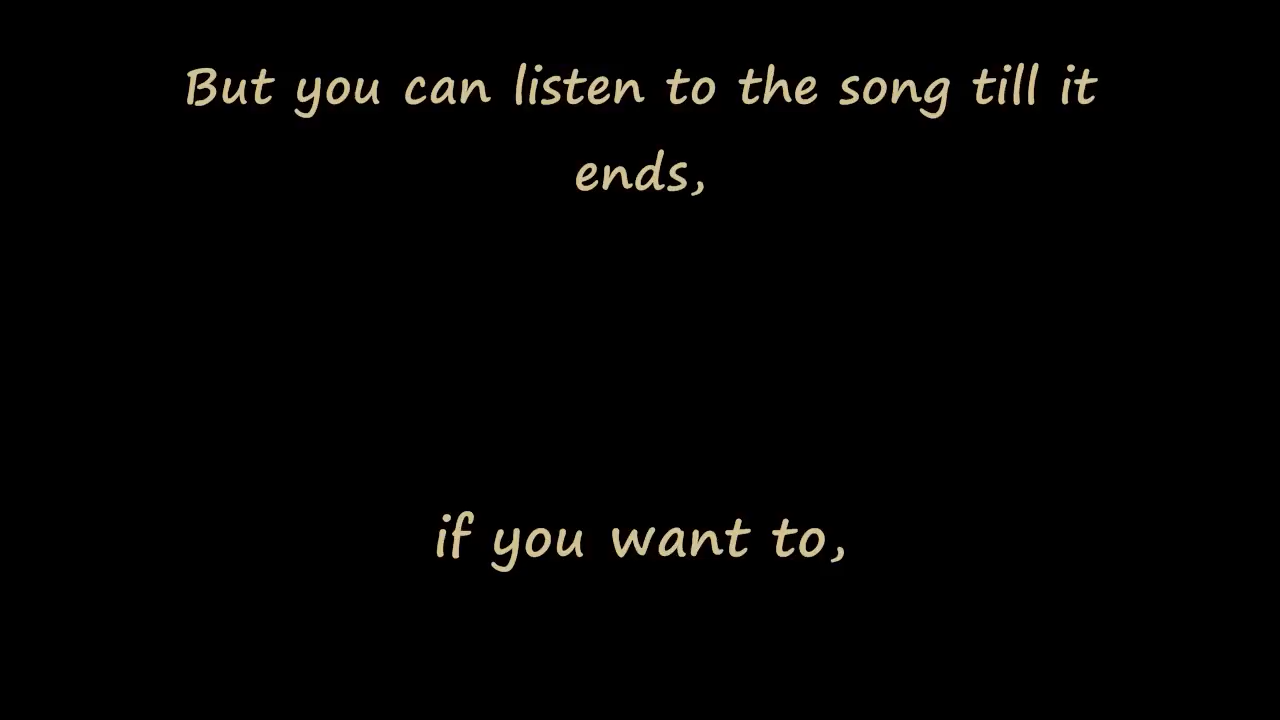 But you can listen to the song till it
ends,
if you want to,